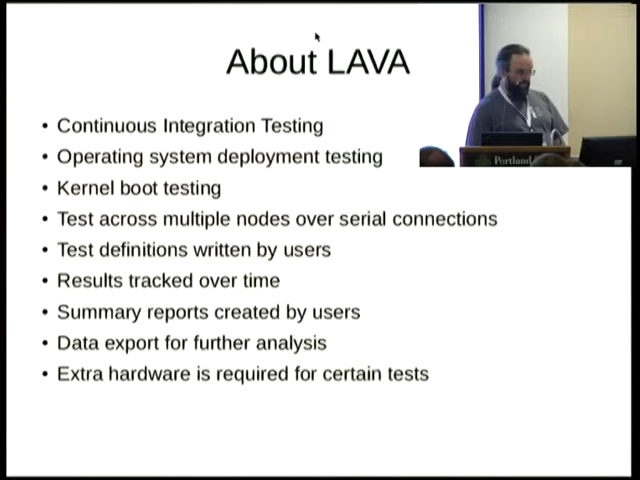 About LAVA
• Continuous Integration Testing
• Operating system deployment testing
• Kernel boot testing
• Test across multiple nodes over serial connections
• Test definitions written by users
• Results tracked over time
• Summary reports created by users
• Data export for further analysis
• Extra hardware is required for certain tests
Portland